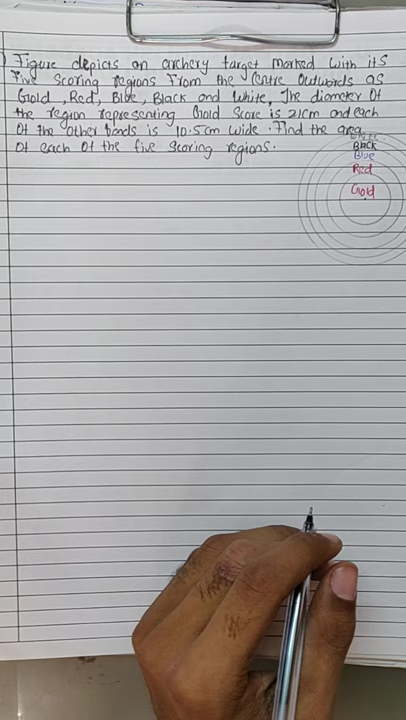 Figure depicts an archery target marked with its
Five Scoring regions From the Centre Outwords as
Gold, Red, Blue, Black and White, The diameter Of
the region representing Gold Score is 21cm and each
Of the other bands is 10.5cm wide. Find the area
Of each Of the five Scoring regions.
White
Black
Blue
Red
Gold